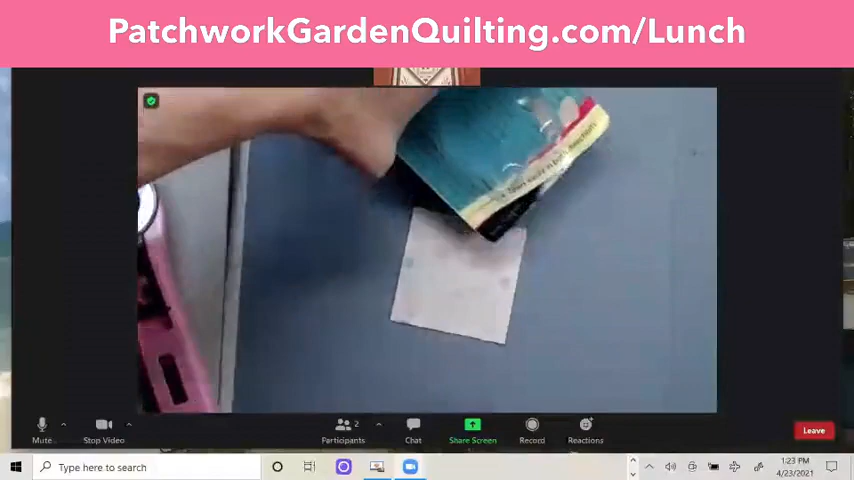 PatchworkGardenQuilting.com/Lunch
Mute
Stop Video
2
Participants
Chat
Share Screen
Record
Reactions
Leave
Type here to search
1:23 PM
4/23/2021